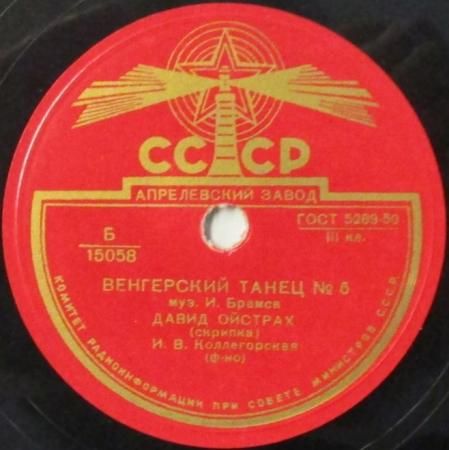 СССР
АПРЕЛЕВСКИЙ ЗАВОД
Б
15058
ГОСТ 5289-50
III кл.
ВЕНГЕРСКИЙ ТАНЕЦ № 5
муз. И. Брамса
ДАВИД ОЙСТРАХ
(скрипка)
И. В. Коллегорская
(ф-но)
КОМИТЕТ РАДИОИНФОРМАЦИИ ПРИ СОВЕТЕ МИНИСТРОВ СССР.